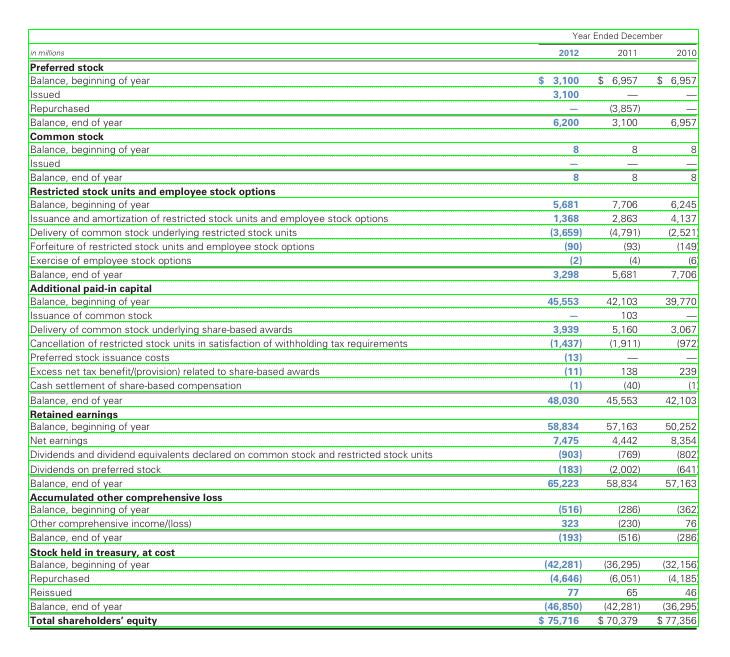 Year Ended December
in millions 2012 2011 2010
Preferred stock
Balance, beginning of year $ 3,100 $ 6,957 $ 6,957
Issued 3,100 — —
Repurchased — (3,857) —
Balance, end of year 6,200 3,100 6,957
Common stock
Balance, beginning of year 8 8 8
Issued — — —
Balance, end of year 8 8 8
Restricted stock units and employee stock options
Balance, beginning of year 5,681 7,706 6,245
Issuance and amortization of restricted stock units and employee stock options 1,368 2,863 4,137
Delivery of common stock underlying restricted stock units (3,659) (4,791) (2,521)
Forfeiture of restricted stock units and employee stock options (90) (93) (149)
Exercise of employee stock options (2) (4) (6)
Balance, end of year 3,298 5,681 7,706
Additional paid-in capital
Balance, beginning of year 45,553 42,103 39,770
Issuance of common stock — 103 —
Delivery of common stock underlying share-based awards 3,939 5,160 3,067
Cancellation of restricted stock units in satisfaction of withholding tax requirements (1,437) (1,911) (972)
Preferred stock issuance costs (13) — —
Excess net tax benefit/(provision) related to share-based awards (11) 138 239
Cash settlement of share-based compensation (1) (40) (1)
Balance, end of year 48,030 45,553 42,103
Retained earnings
Balance, beginning of year 58,834 57,163 50,252
Net earnings 7,475 4,442 8,354
Dividends and dividend equivalents declared on common stock and restricted stock units (903) (769) (802)
Dividends on preferred stock (183) (2,002) (641)
Balance, end of year 65,223 58,834 57,163
Accumulated other comprehensive loss
Balance, beginning of year (516) (286) (362)
Other comprehensive income/(loss) 323 (230) 76
Balance, end of year (193) (516) (286)
Stock held in treasury, at cost
Balance, beginning of year (42,281) (36,295) (32,156)
Repurchased (4,646) (6,051) (4,185)
Reissued 77 65 46
Balance, end of year (46,850) (42,281) (36,295)
Total shareholders' equity $ 75,716 $ 70,379 $ 77,356